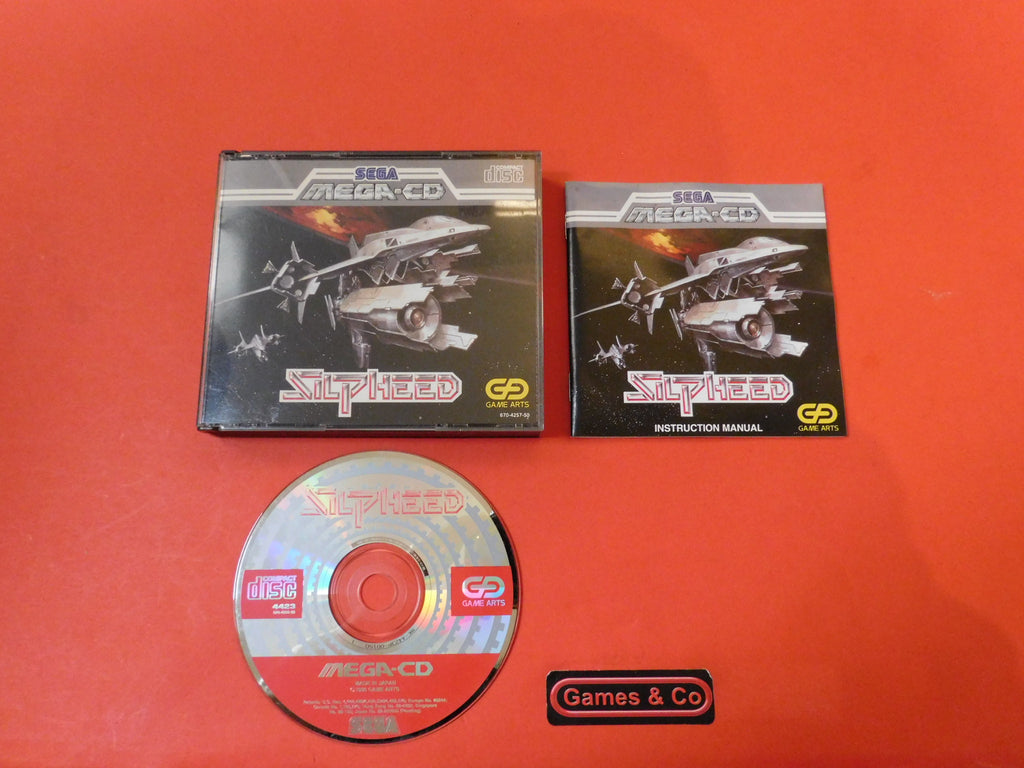 SEGA
MEGA-CD
COMPACT
disc
SILPHEED
GAME ARTS
670-4257-50
SEGA
MEGA-CD
SILPHEED
INSTRUCTION MANUAL
GAME ARTS
SILPHEED
COMPACT
disc
4423
GAME ARTS
MEGA-CD
MADE IN JAPAN
SEGA
Games & Co